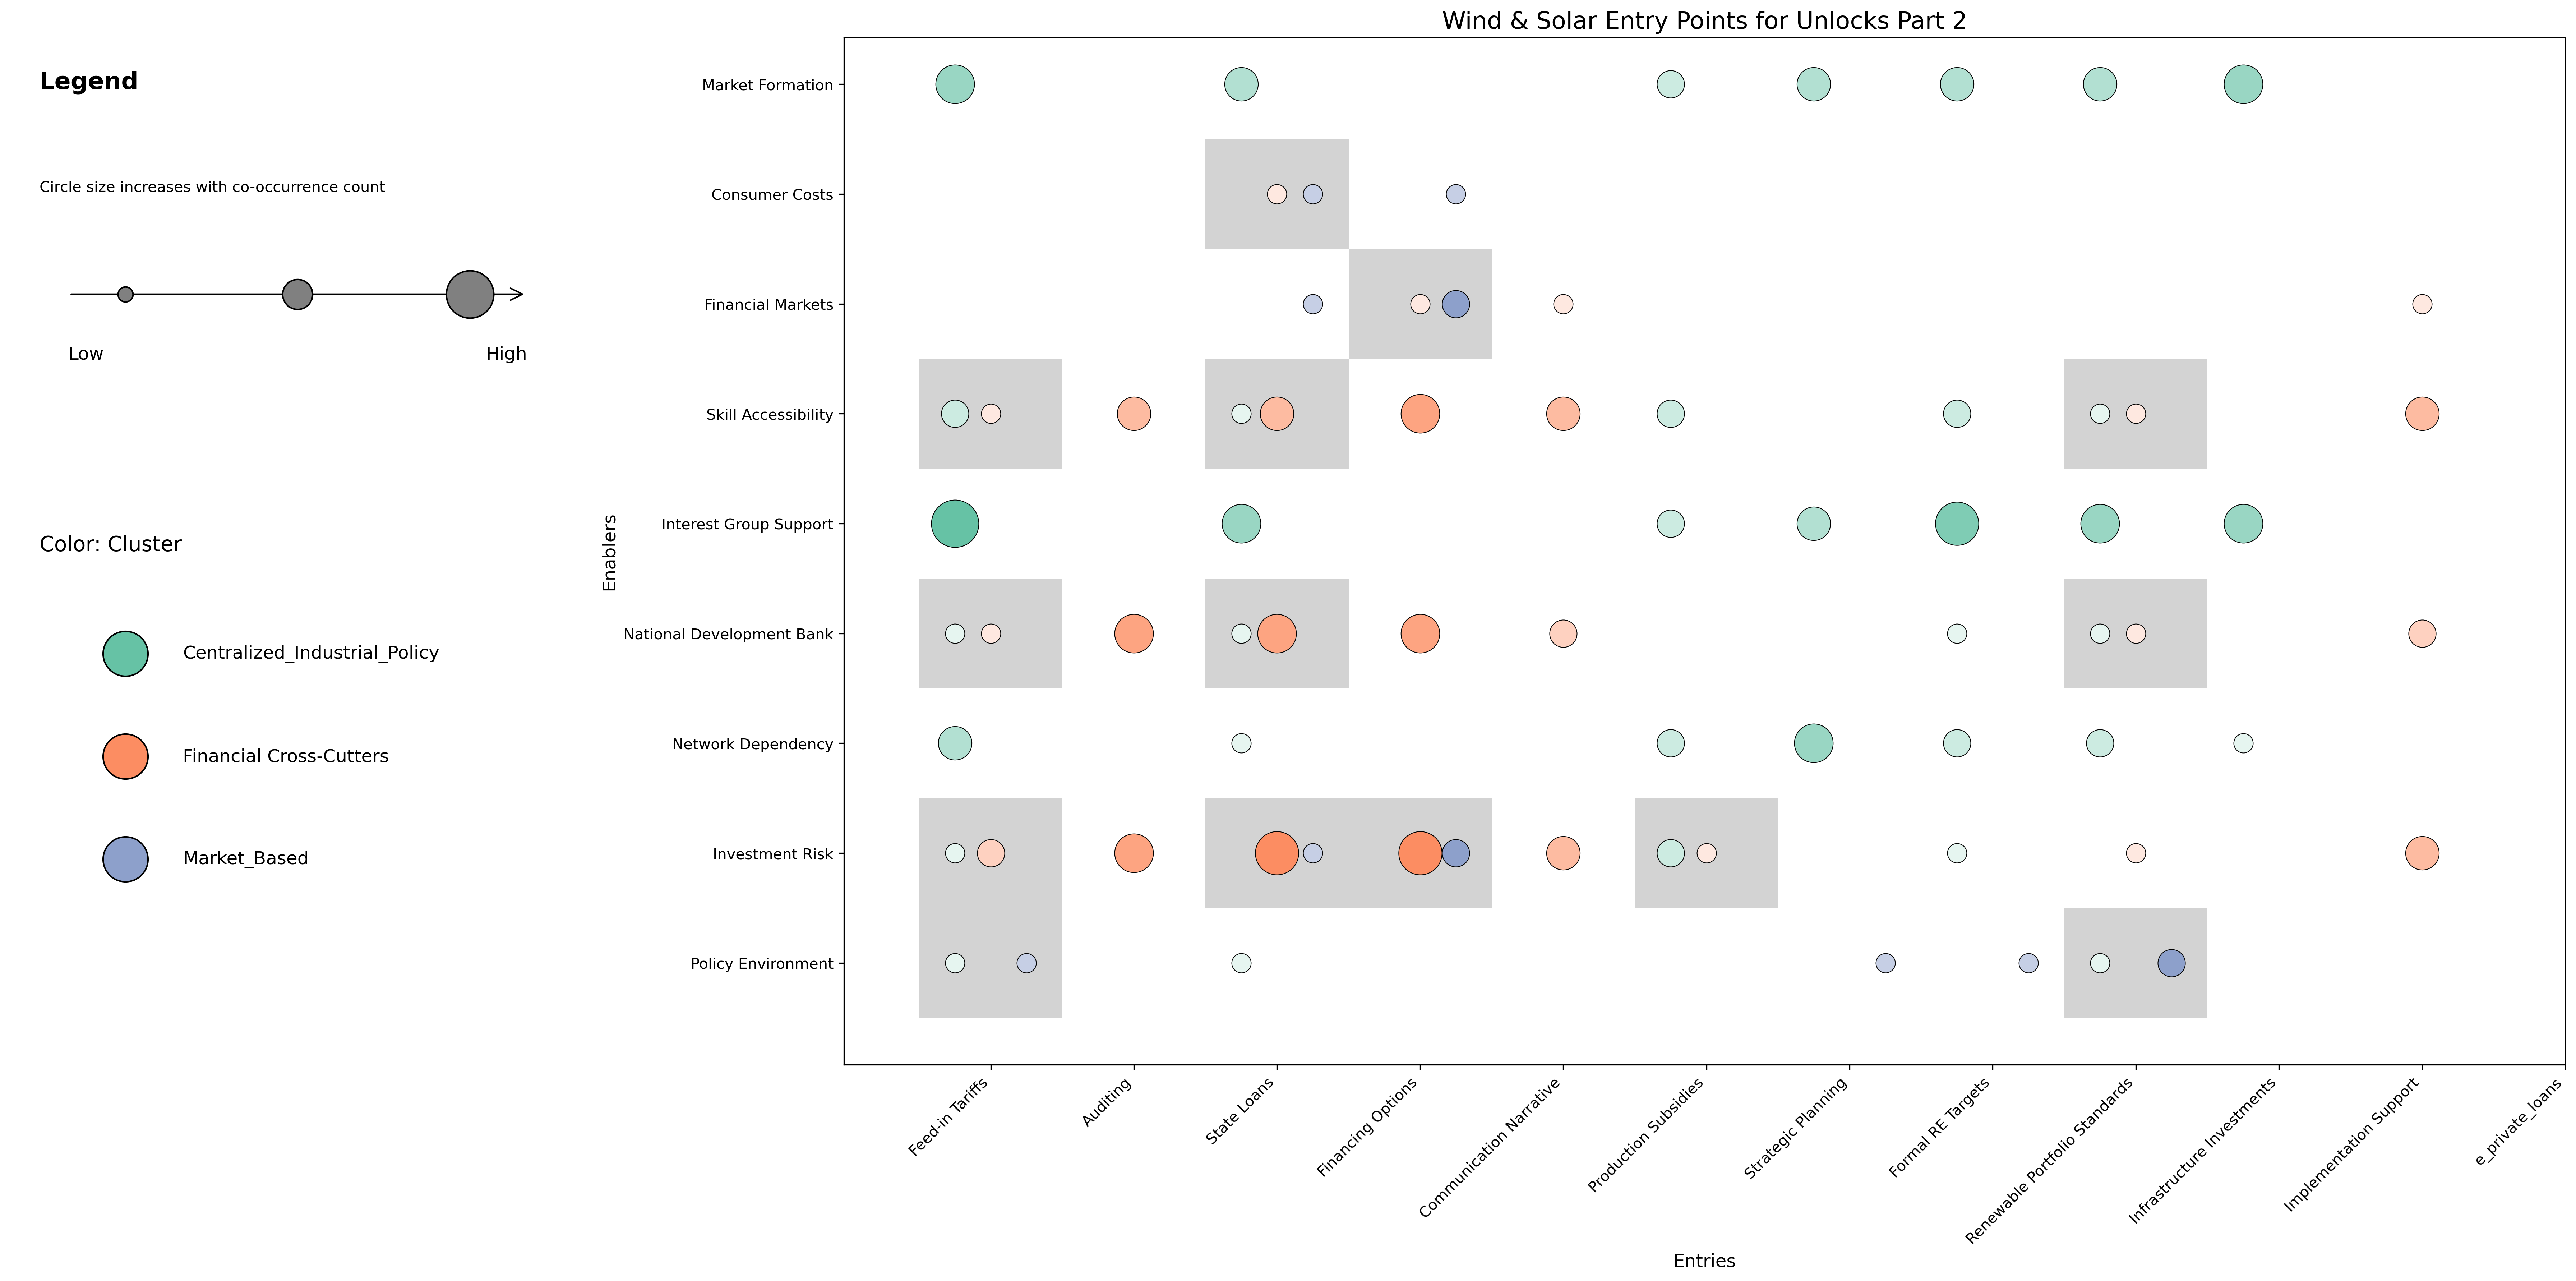 Wind & Solar Entry Points for Unlocks Part 2
Legend
Circle size increases with co-occurrence count
Low
High
Color: Cluster
Centralized_Industrial_Policy
Financial Cross-Cutters
Market_Based
Enablers
Market Formation
Consumer Costs
Financial Markets
Skill Accessibility
Interest Group Support
National Development Bank
Network Dependency
Investment Risk
Policy Environment
Feed-in Tariffs
Auditing
State Loans
Financing Options
Communication Narrative
Production Subsidies
Strategic Planning
Formal RE Targets
Renewable Portfolio Standards
Infrastructure Investments
Implementation Support
e_private_loans
Entries